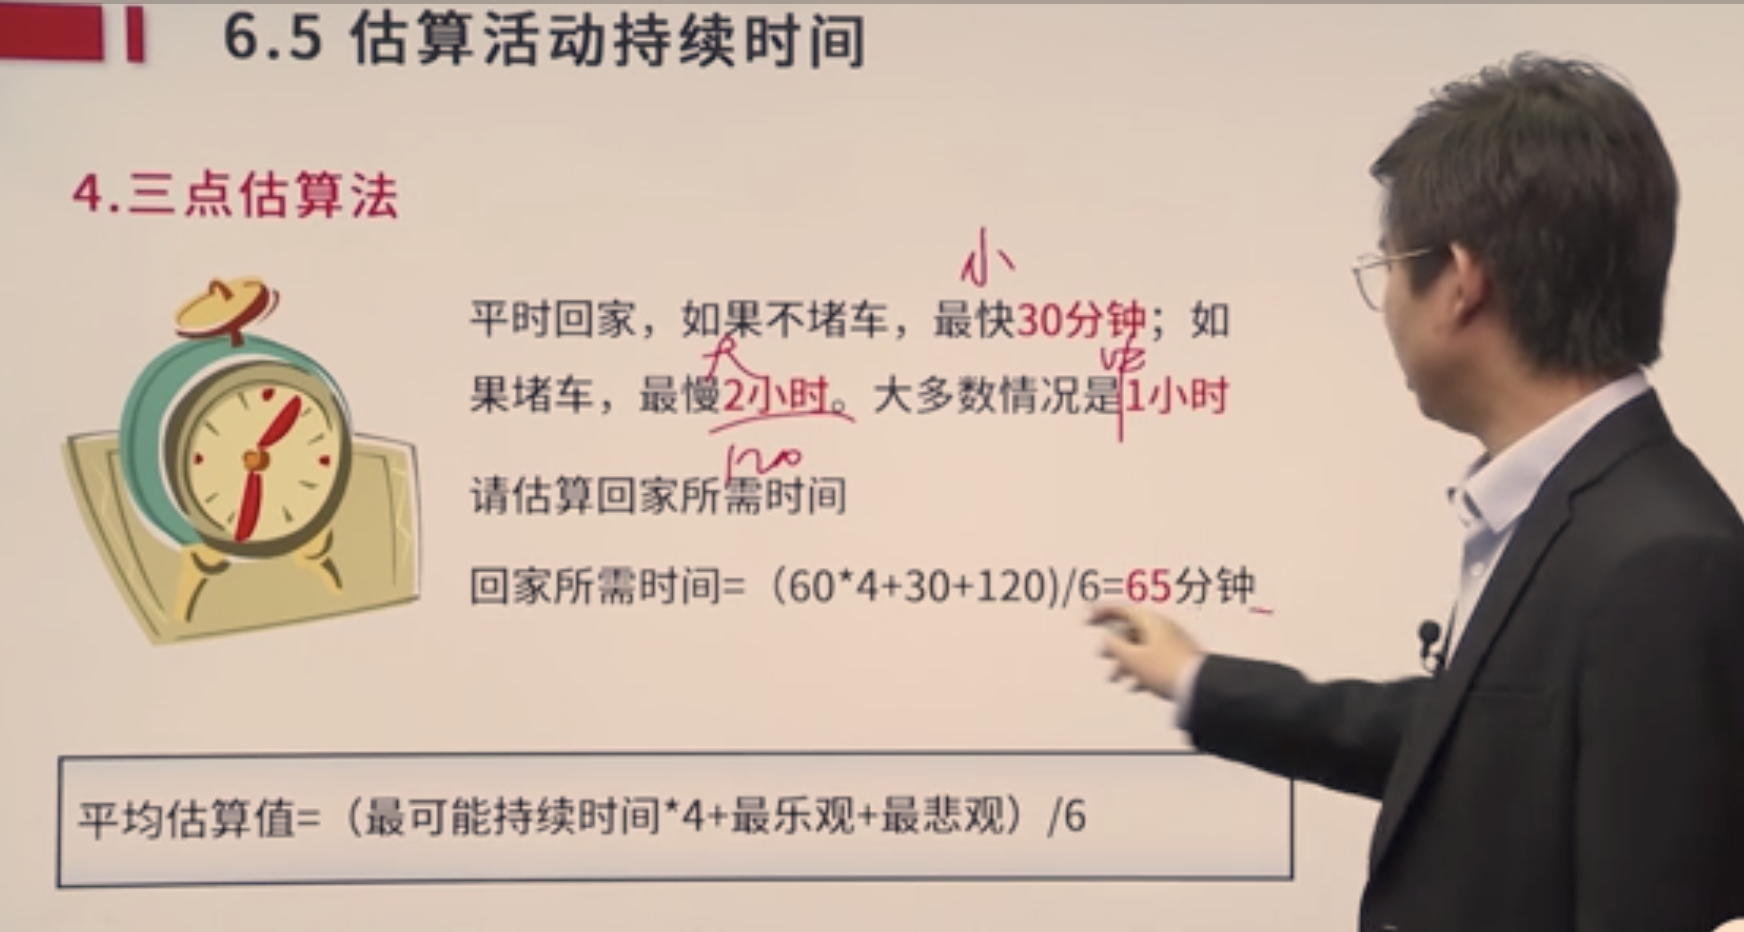 6.5 估算活动持续时间
4.三点估算法
小
平时回家，如果不堵车，最快30分钟；如
果堵车，最慢2小时。大多数情况是1小时
120
请估算回家所需时间
回家所需时间=（60*4+30+120)/6=65分钟
平均估算值=（最可能持续时间*4+最乐观+最悲观）/6